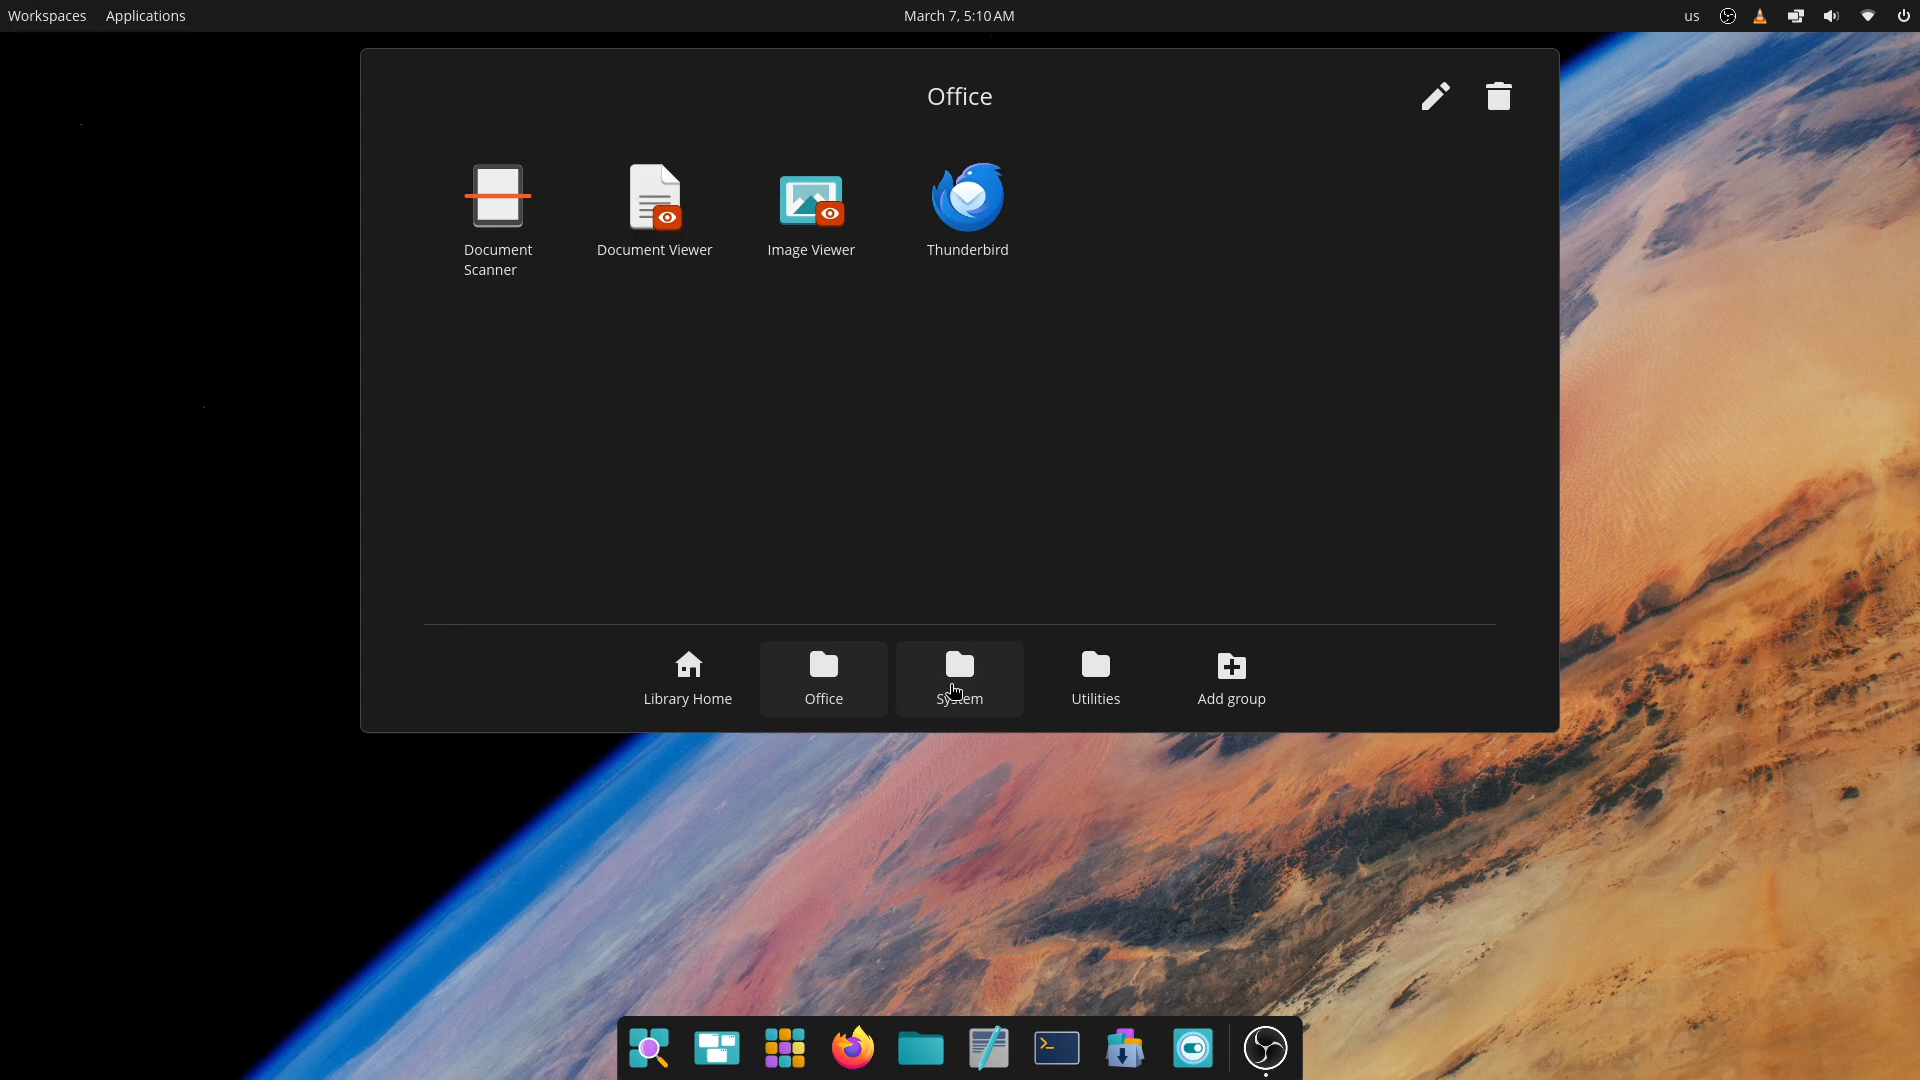 Workspaces Applications March 7, 5:10 AM us
Office
Document Scanner
Document Viewer
Image Viewer
Thunderbird
Library Home
Office
System
Utilities
Add group